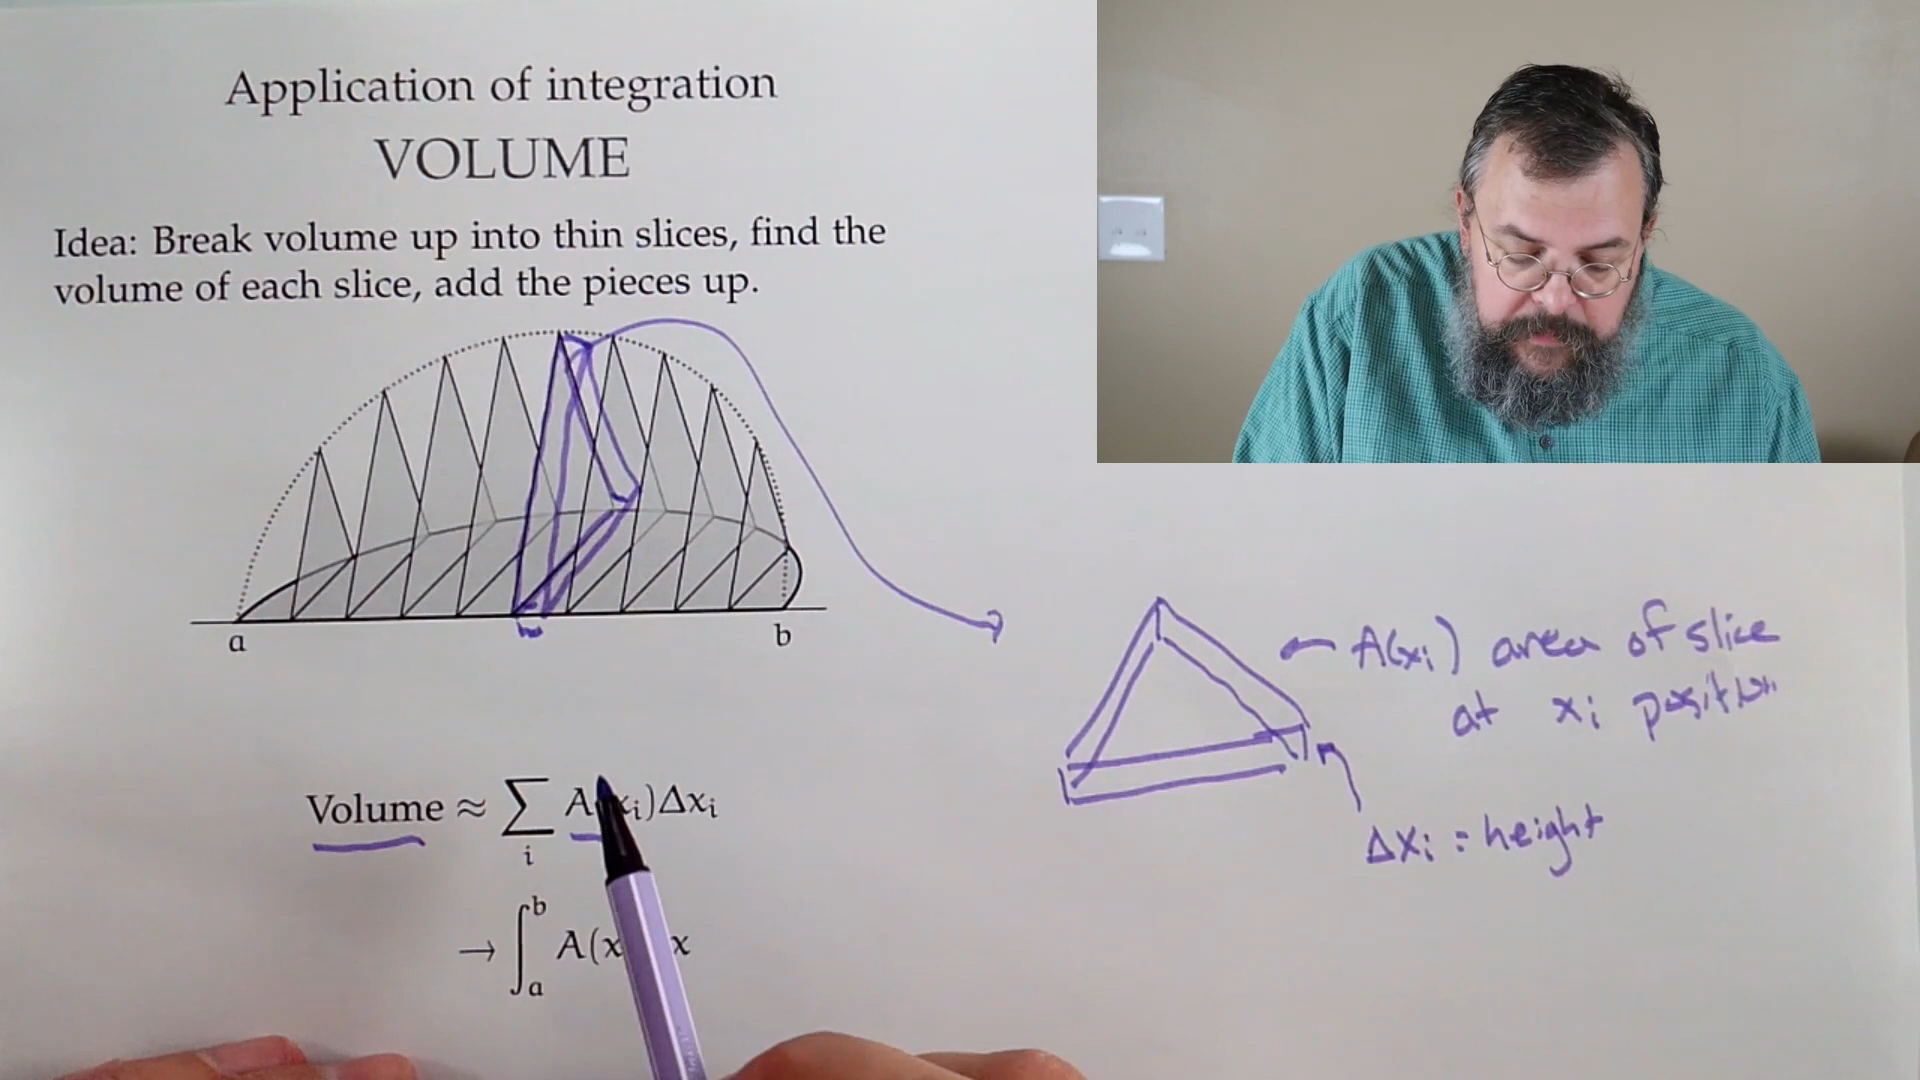 Application of integration
VOLUME
Idea: Break volume up into thin slices, find the
volume of each slice, add the pieces up.
a
b
← A(xᵢ) area of slice
at xᵢ position
Δxᵢ = height
Volume ≈ ∑ A(xᵢ)Δxᵢ
i
→ ∫ₐᵇ A(x x